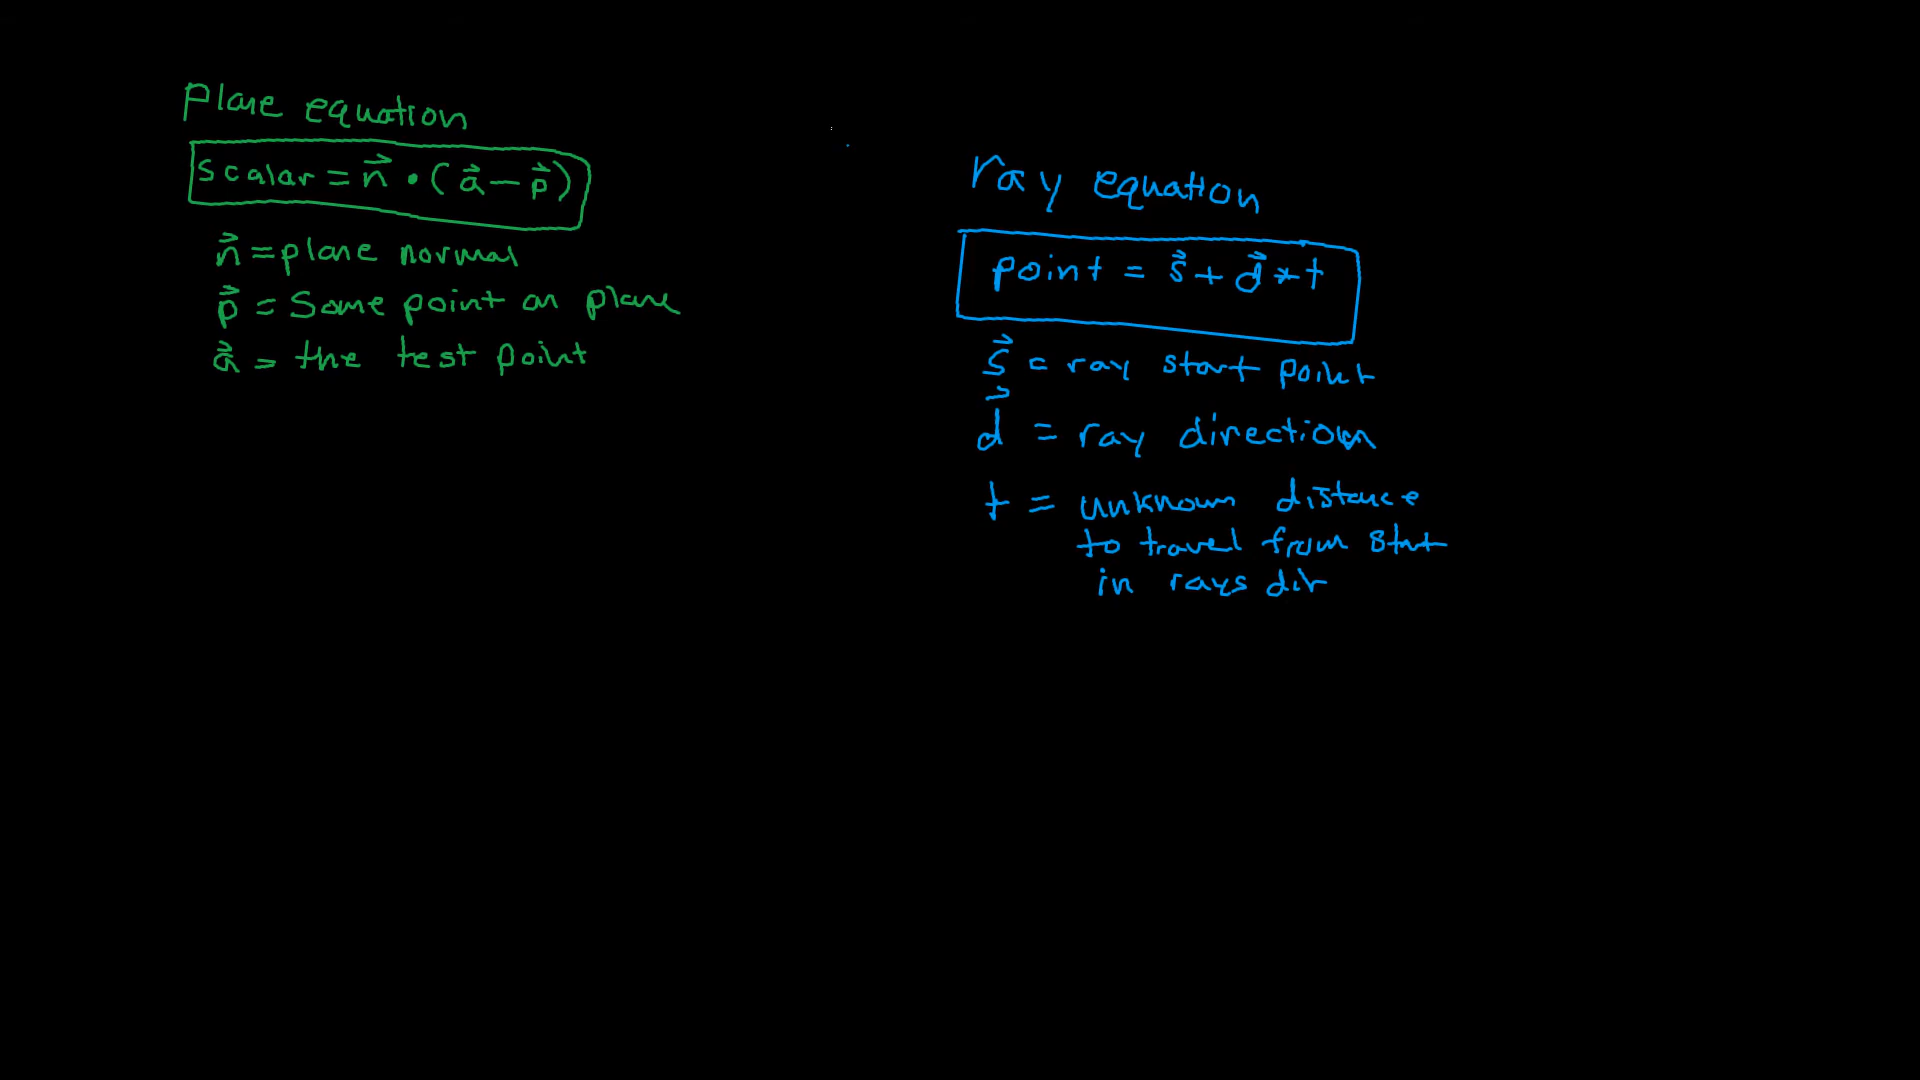 Plane equation
scalar = n⃗ • (a⃗ - p⃗)
n⃗ = plane normal
p⃗ = Some point on plane
a⃗ = the test point
ray equation
point = s⃗ + d⃗ * t
s⃗ = ray start point
d⃗ = ray direction
t = unknown distance
to travel from start
in rays dir